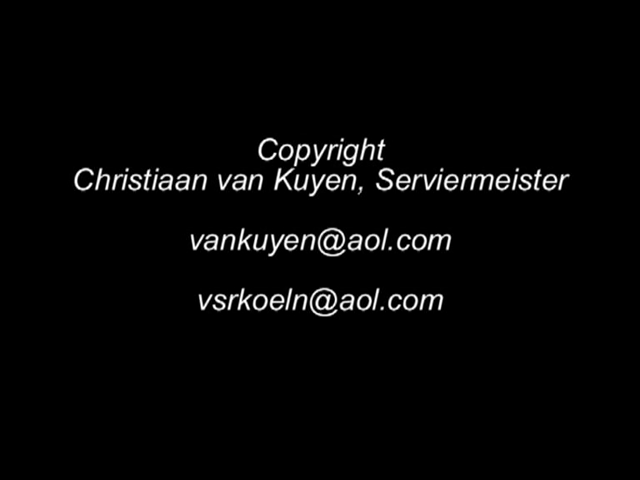 Copyright
Christiaan van Kuyen, Serviermeister
vankuyen@aol.com
vsrkoeln@aol.com